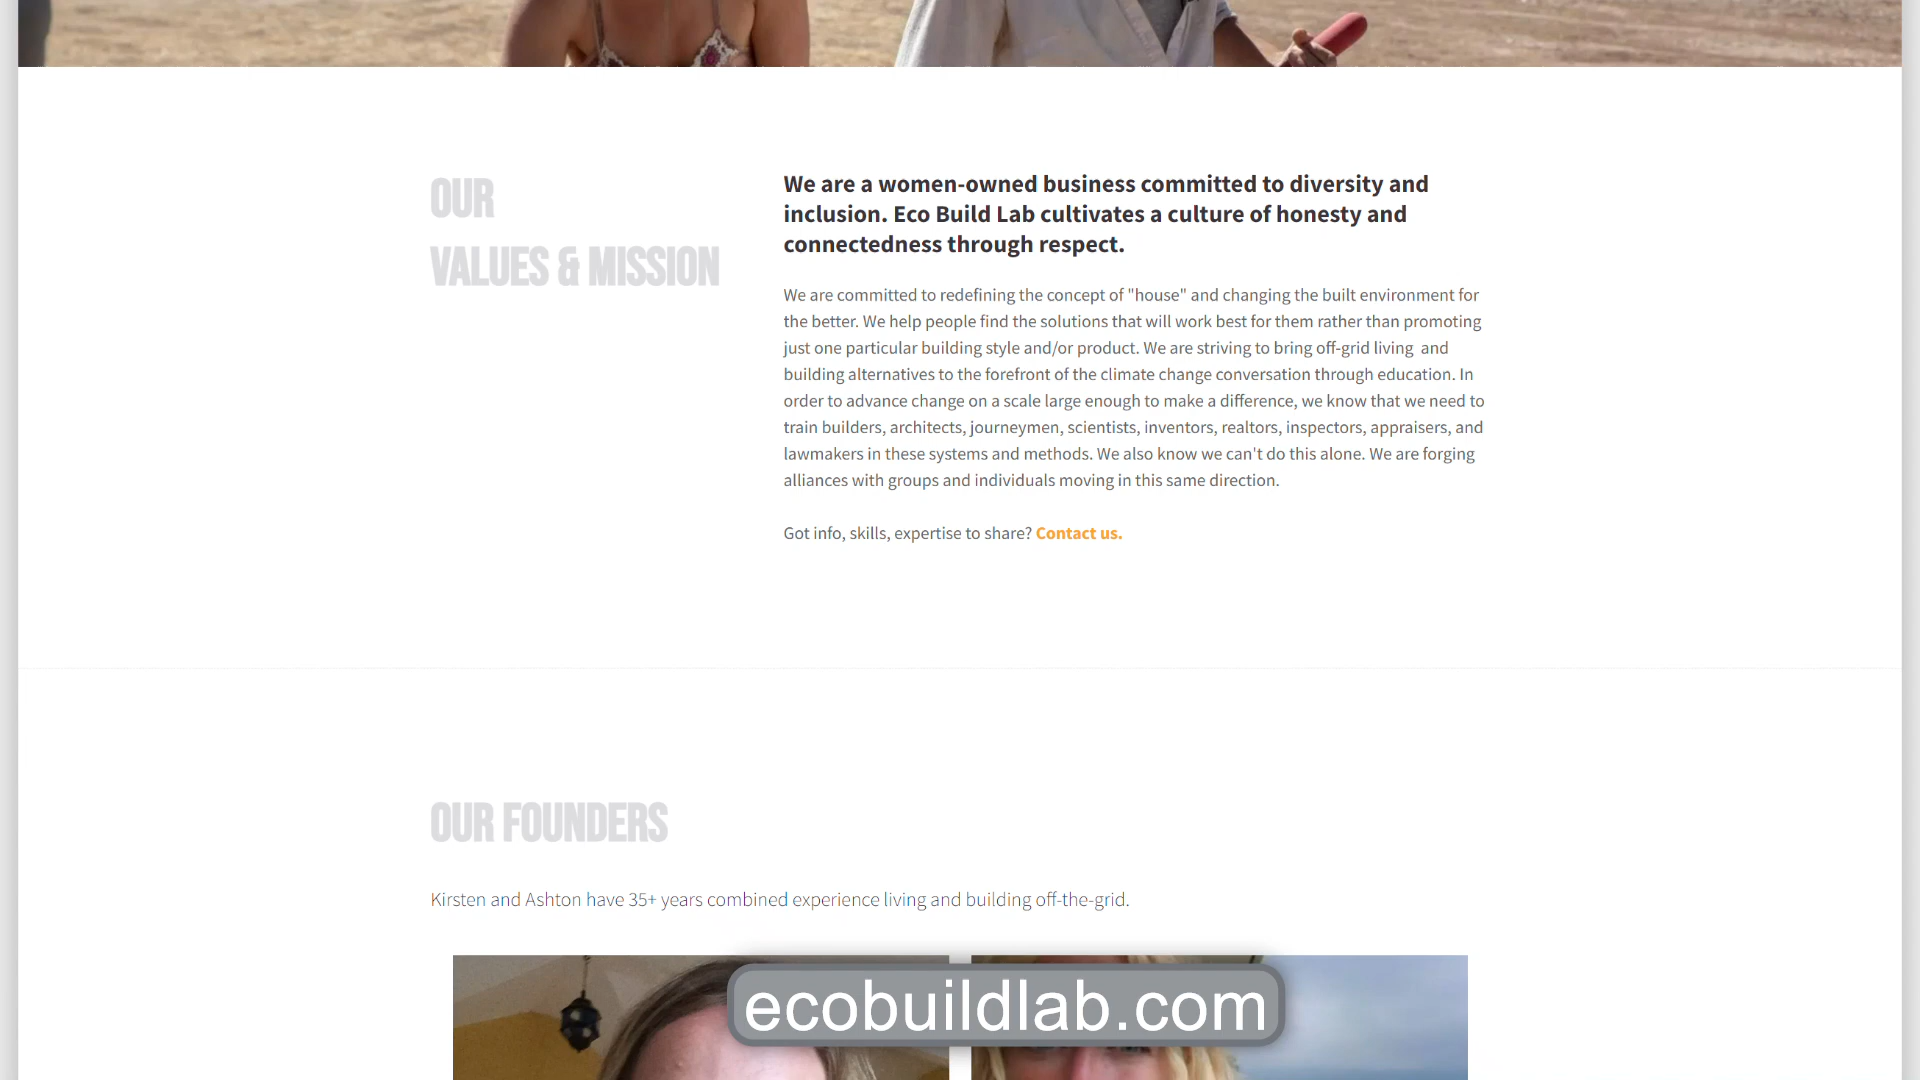 OUR
VALUES & MISSION
We are a women-owned business committed to diversity and
inclusion. Eco Build Lab cultivates a culture of honesty and
connectedness through respect.
We are committed to redefining the concept of "house" and changing the built environment for
the better. We help people find the solutions that will work best for them rather than promoting
just one particular building style and/or product. We are striving to bring off-grid living and
building alternatives to the forefront of the climate change conversation through education. In
order to advance change on a scale large enough to make a difference, we know that we need to
train builders, architects, journeymen, scientists, inventors, realtors, inspectors, appraisers, and
lawmakers in these systems and methods. We also know we can't do this alone. We are forging
alliances with groups and individuals moving in this same direction.
Got info, skills, expertise to share? Contact us.
OUR FOUNDERS
Kirsten and Ashton have 35+ years combined experience living and building off-the-grid.
ecobuildlab.com